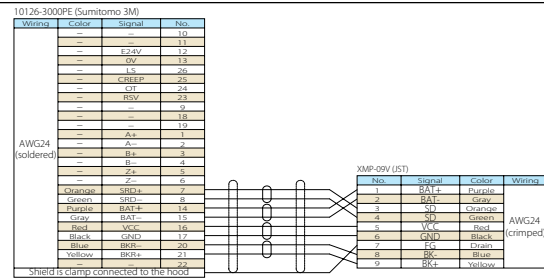 10126-3000PE (Sumitomo 3M)
Wiring Color Signal No.
– – 10
– – 11
– E24V 12
– 0V 13
– LS 26
– CREEP 25
– OT 24
– RSV 23
– – 9
– – 18
– – 19
– A+ 1
AWG24 – A– 2
(soldered) – B+ 3
– B– 4
– Z+ 5
– Z– 6
Orange SRD+ 7
Green SRD– 8
Purple BAT+ 14
Gray BAT– 15
Red VCC 16
Black GND 17
Blue BKR– 20
Yellow BKR+ 21
– – 22
Shield is clamp connected to the hood
XMP-09V (JST)
No. Signal Color Wiring
1 BAT+ Purple
2 BAT- Gray
3 SD Orange
4 SD Green AWG24
5 VCC Red (crimped)
6 GND Black
7 FG Drain
8 BK- Blue
9 BK+ Yellow